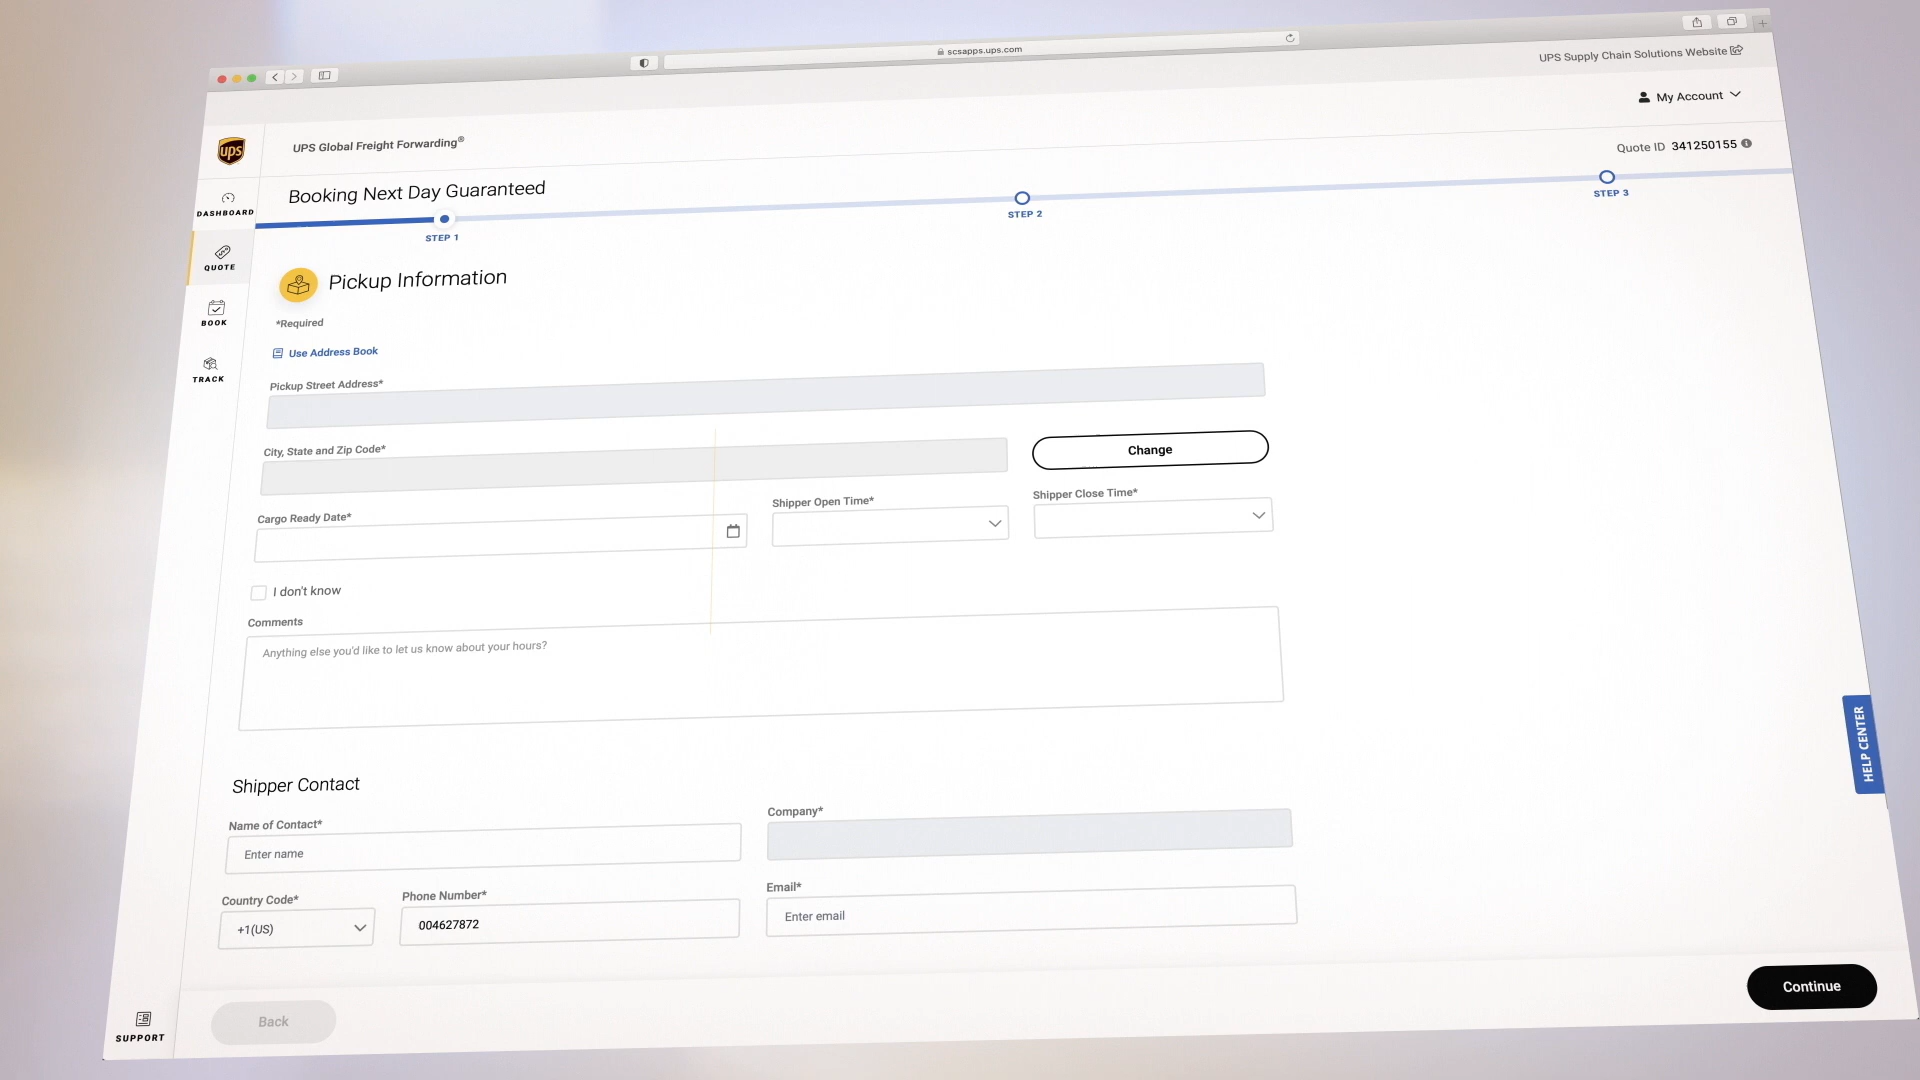 scsapps.ups.com
UPS Supply Chain Solutions Website
My Account
ups
UPS Global Freight Forwarding®
Quote ID 341250155
Booking Next Day Guaranteed
STEP 1
STEP 2
STEP 3
DASHBOARD
QUOTE
BOOK
TRACK
Pickup Information
*Required
Use Address Book
Pickup Street Address*
City, State and Zip Code*
Change
Cargo Ready Date*
Shipper Open Time*
Shipper Close Time*
I don't know
Comments
Anything else you'd like to let us know about your hours?
HELP CENTER
Shipper Contact
Name of Contact*
Company*
Enter name
Country Code*
Phone Number*
Email*
+1(US)
004627872
Enter email
Back
Continue
SUPPORT